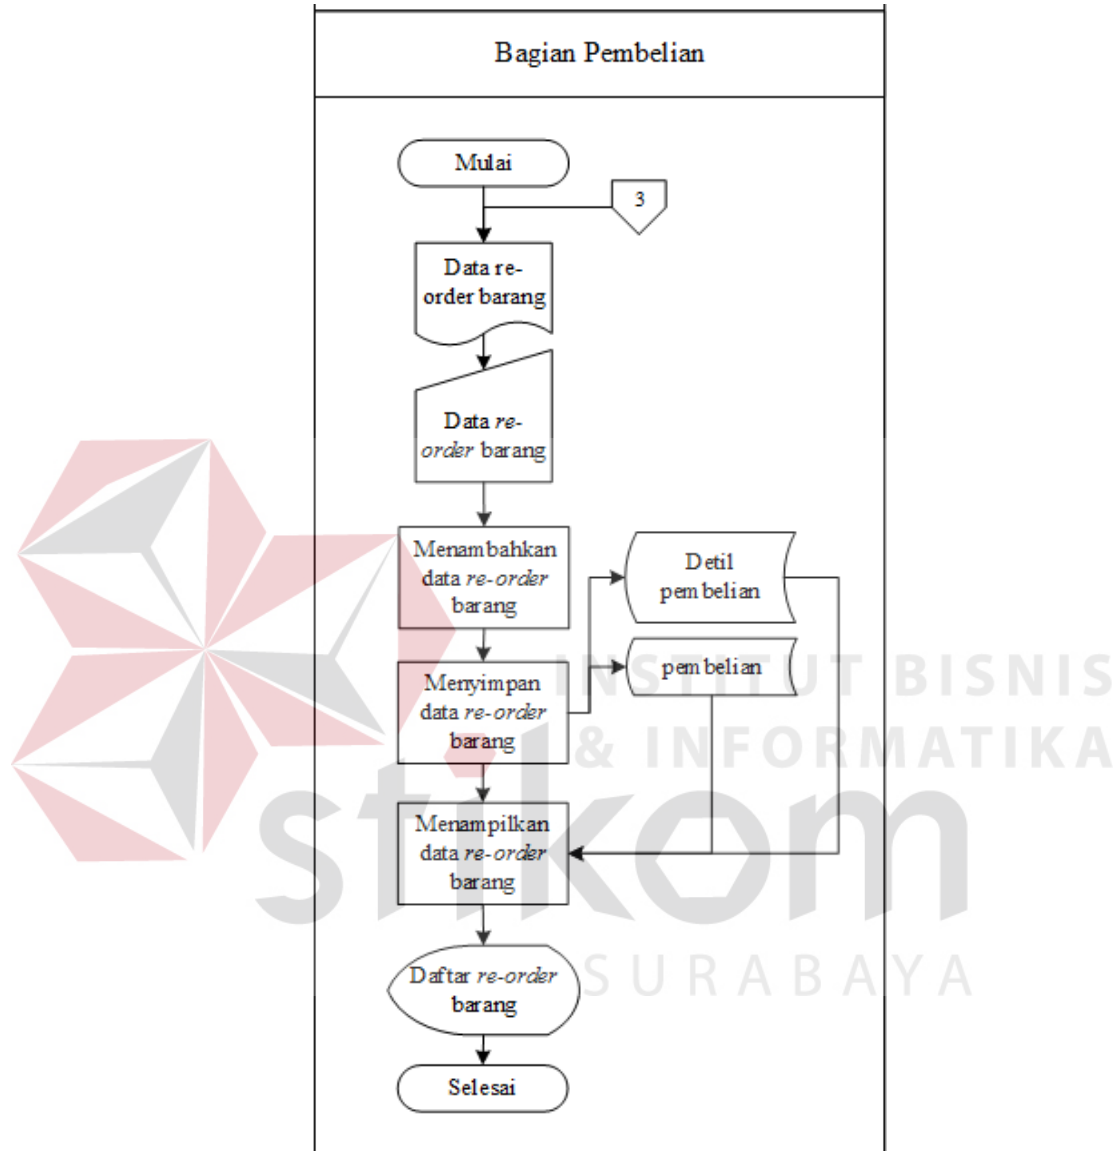 Bagian Pembelian
Mulai
3
Data re-
order barang
Data re-
order barang
Menambahkan
data re-order
barang
Detil
pembelian
pembelian
Menyimpan
data re-order
barang
Menampilkan
data re-order
barang
Daftar re-order
barang
Selesai
INSTITUT BISNIS
& INFORMATIKA
stikom
SURABAYA